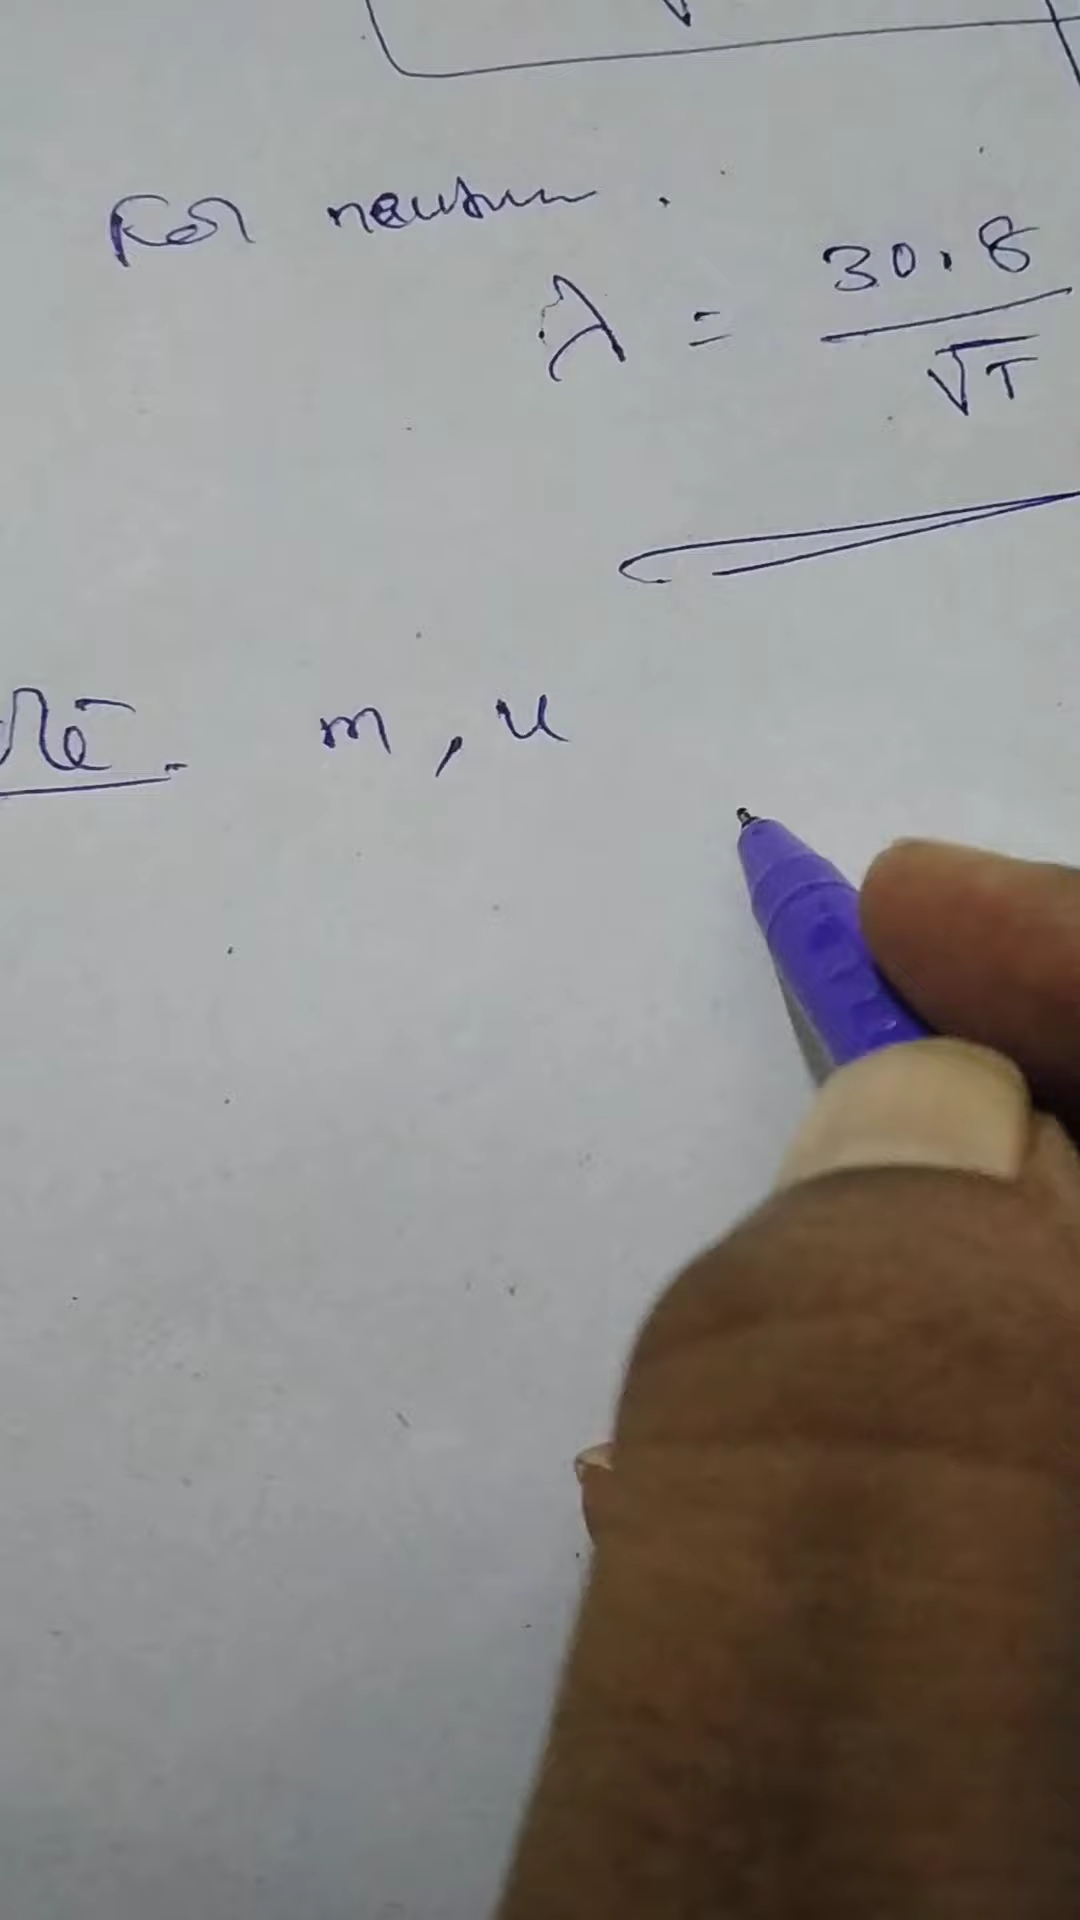 For neutron.
λ = 30.8 / √T
m, u